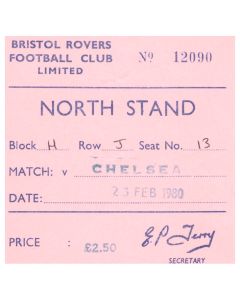 BRISTOL ROVERS
FOOTBALL CLUB Nº 12090
LIMITED
NORTH STAND
Block H Row J Seat No. 13
MATCH: v CHELSEA
DATE: 23 FEB 1980
PRICE : £2.50 E.P. Terry
SECRETARY